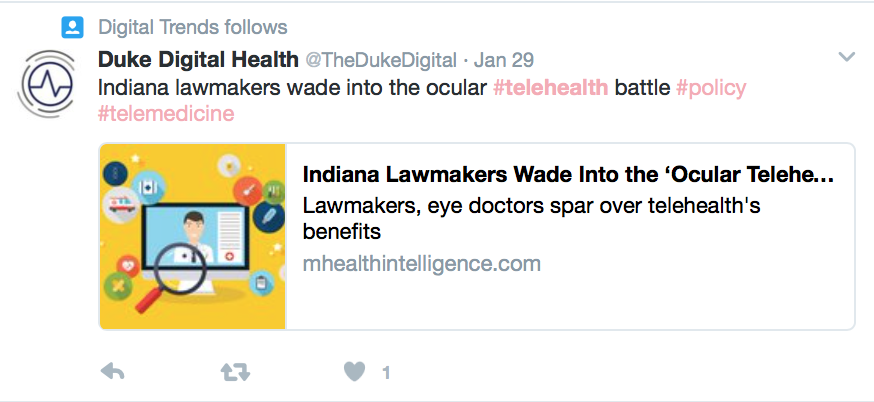 Digital Trends follows
Duke Digital Health @TheDukeDigital · Jan 29
Indiana lawmakers wade into the ocular #telehealth battle #policy
#telemedicine
Indiana Lawmakers Wade Into the ‘Ocular Telehe...
Lawmakers, eye doctors spar over telehealth's
benefits
mhealthintelligence.com
1